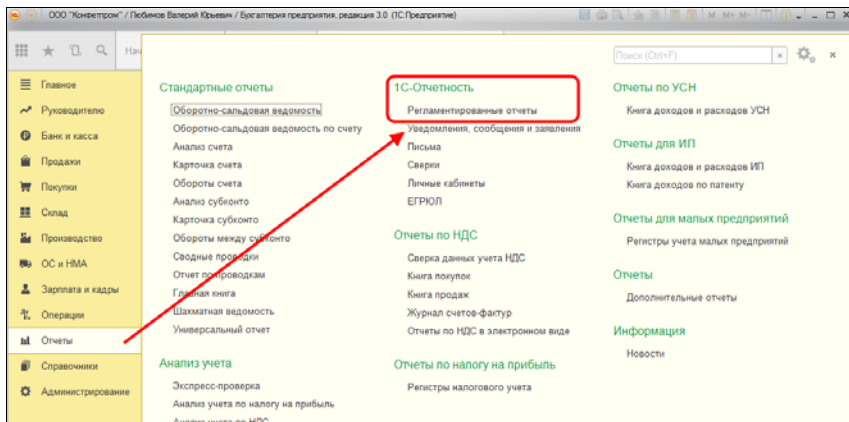 ООО "Конфетпром" / Любимов Валерий Юрьевич / Бухгалтерия предприятия, редакция 3.0 (1С:Предприятие)
M M+ M-
Нач
Поиск (Ctrl+F)
Главное
Руководителю
Банк и касса
Продажи
Покупки
Склад
Производство
ОС и НМА
Зарплата и кадры
Операции
Отчеты
Справочники
Администрирование
Стандартные отчеты
Оборотно-сальдовая ведомость
Оборотно-сальдовая ведомость по счету
Анализ счета
Карточка счета
Обороты счета
Анализ субконто
Карточка субконто
Обороты между субконто
Сводные проводки
Отчет по проводкам
Главная книга
Шахматная ведомость
Универсальный отчет
Анализ учета
Экспресс-проверка
Анализ учета по налогу на прибыль
Анализ учета по НДС
1С-Отчетность
Регламентированные отчеты
Уведомления, сообщения и заявления
Письма
Сверки
Личные кабинеты
ЕГРЮЛ
Отчеты по НДС
Сверка данных учета НДС
Книга покупок
Книга продаж
Журнал счетов-фактур
Отчеты по НДС в электронном виде
Отчеты по налогу на прибыль
Регистры налогового учета
Отчеты по УСН
Книга доходов и расходов УСН
Отчеты для ИП
Книга доходов и расходов ИП
Книга доходов по патенту
Отчеты для малых предприятий
Регистры учета малых предприятий
Отчеты
Дополнительные отчеты
Информация
Новости